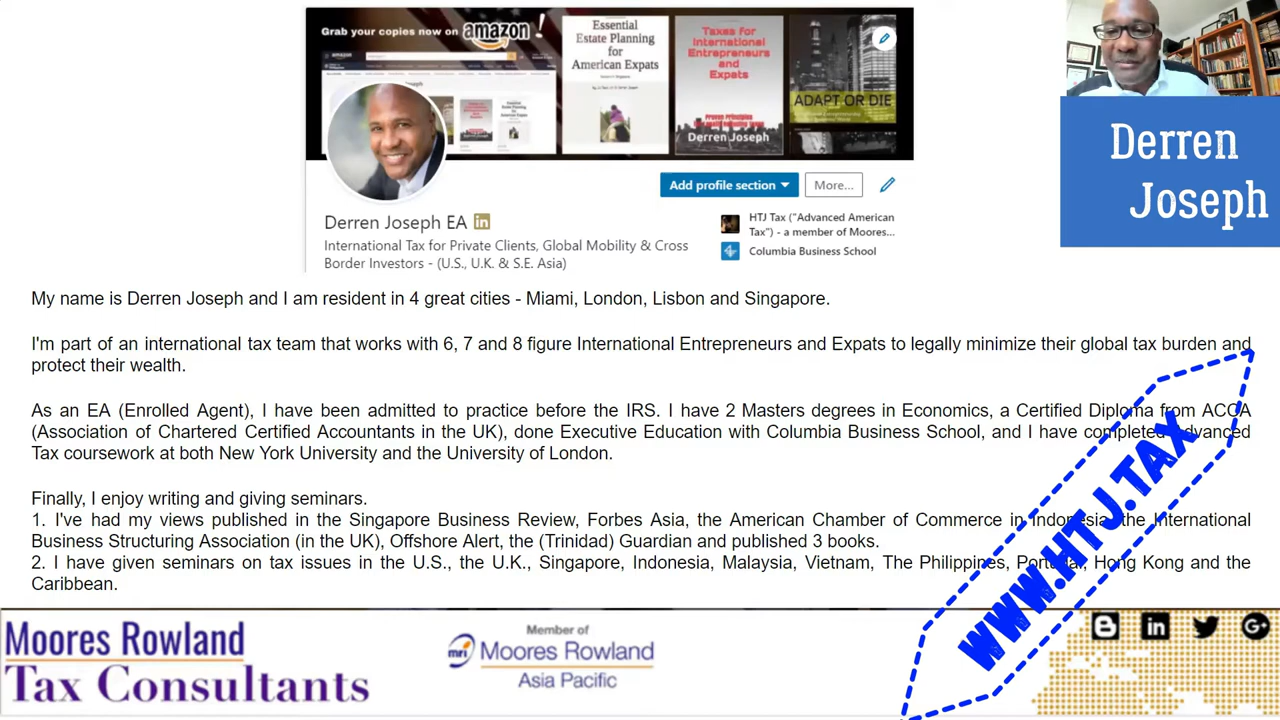 Grab your copies now on amazon !
Essential
Estate Planning
for
American Expats
Taxes for
International
Entrepreneurs
and
Expats
Derren Joseph
ADAPT OR DIE
Derren
Joseph
Add profile section
More...
Derren Joseph EA in
International Tax for Private Clients, Global Mobility & Cross
Border Investors - (U.S., U.K. & S.E. Asia)
HTJ Tax ("Advanced American
Tax") - a member of Moores...
Columbia Business School
My name is Derren Joseph and I am resident in 4 great cities - Miami, London, Lisbon and Singapore.
I'm part of an international tax team that works with 6, 7 and 8 figure International Entrepreneurs and Expats to legally minimize their global tax burden and
protect their wealth.
As an EA (Enrolled Agent), I have been admitted to practice before the IRS. I have 2 Masters degrees in Economics, a Certified Diploma from ACCA
(Association of Chartered Certified Accountants in the UK), done Executive Education with Columbia Business School, and I have completed Advanced
Tax coursework at both New York University and the University of London.
Finally, I enjoy writing and giving seminars.
1. I've had my views published in the Singapore Business Review, Forbes Asia, the American Chamber of Commerce in Indonesia, the International
Business Structuring Association (in the UK), Offshore Alert, the (Trinidad) Guardian and published 3 books.
2. I have given seminars on tax issues in the U.S., the U.K., Singapore, Indonesia, Malaysia, Vietnam, The Philippines, Portugal, Hong Kong and the
Caribbean.
WWW.HTJ.TAX
Moores Rowland
Tax Consultants
Member of
mri Moores Rowland
Asia Pacific
in
G+